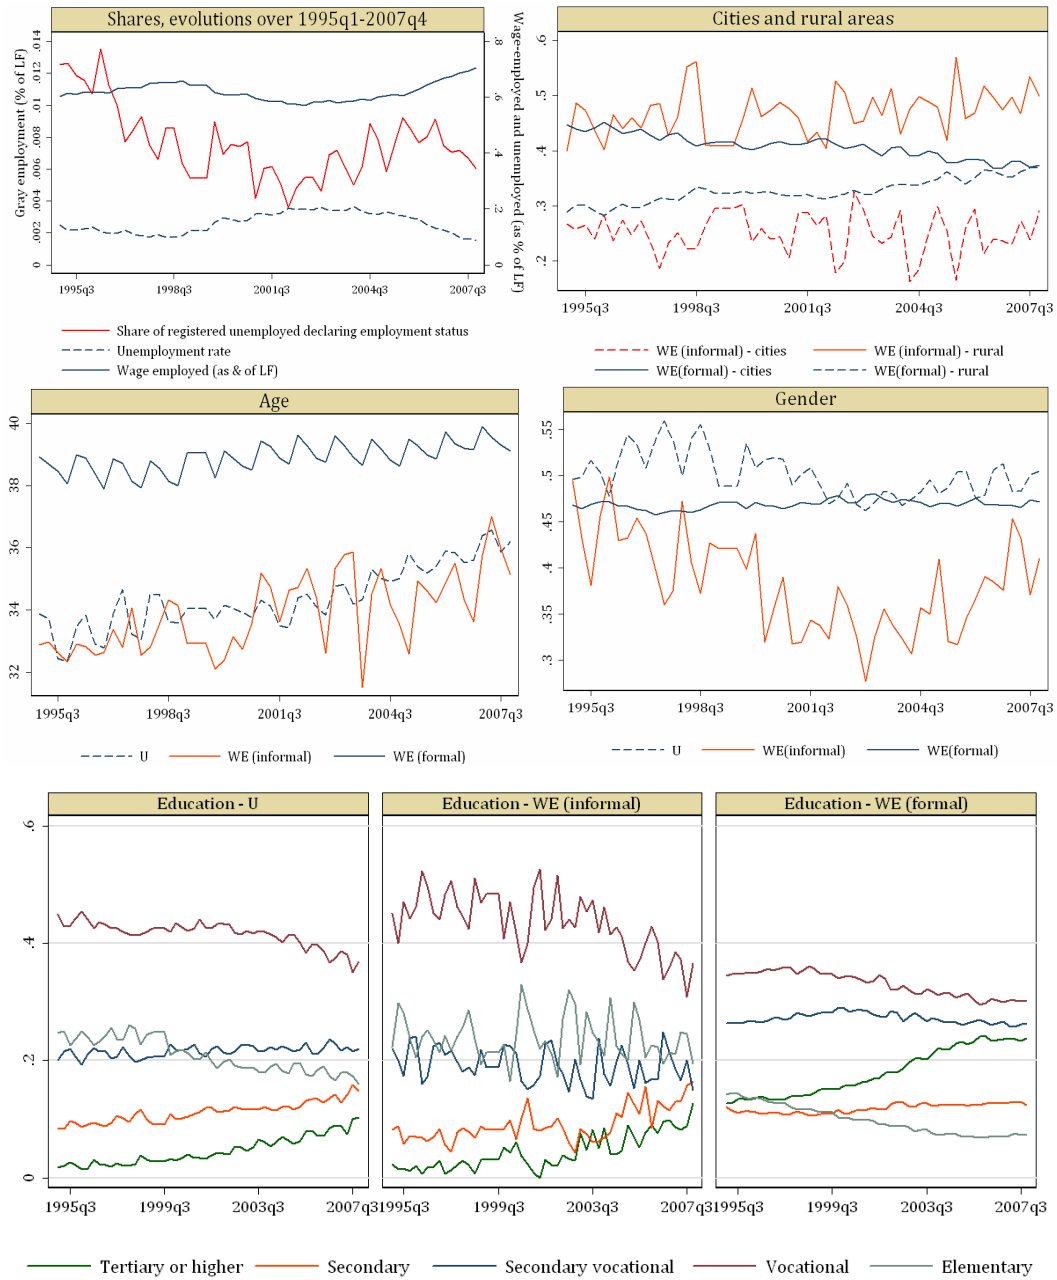 Shares, evolutions over 1995q1-2007q4
Gray employment (% of LF)
0 .002 .004 .006 .008 .01 .012 .014
Wage-employed and unemployed (as % of LF)
0 .2 .4 .6 .8
1995q3 1998q3 2001q3 2004q3 2007q3
Share of registered unemployed declaring employment status
Unemployment rate
Wage employed (as & of LF)
Cities and rural areas
.2 .3 .4 .5 .6
1995q3 1998q3 2001q3 2004q3 2007q3
WE (informal) - cities WE (informal) - rural
WE(formal) - cities WE(formal) - rural
Age
32 34 36 38 40
1995q3 1998q3 2001q3 2004q3 2007q3
U WE (informal) WE (formal)
Gender
.3 .35 .4 .45 .5 .55
1995q3 1998q3 2001q3 2004q3 2007q3
U WE(informal) WE(formal)
Education - U Education - WE (informal) Education - WE (formal)
0 .2 .4 .6
1995q3 1999q3 2003q3 2007q3 1995q3 1999q3 2003q3 2007q3 1995q3 1999q3 2003q3 2007q3
Tertiary or higher Secondary Secondary vocational Vocational Elementary